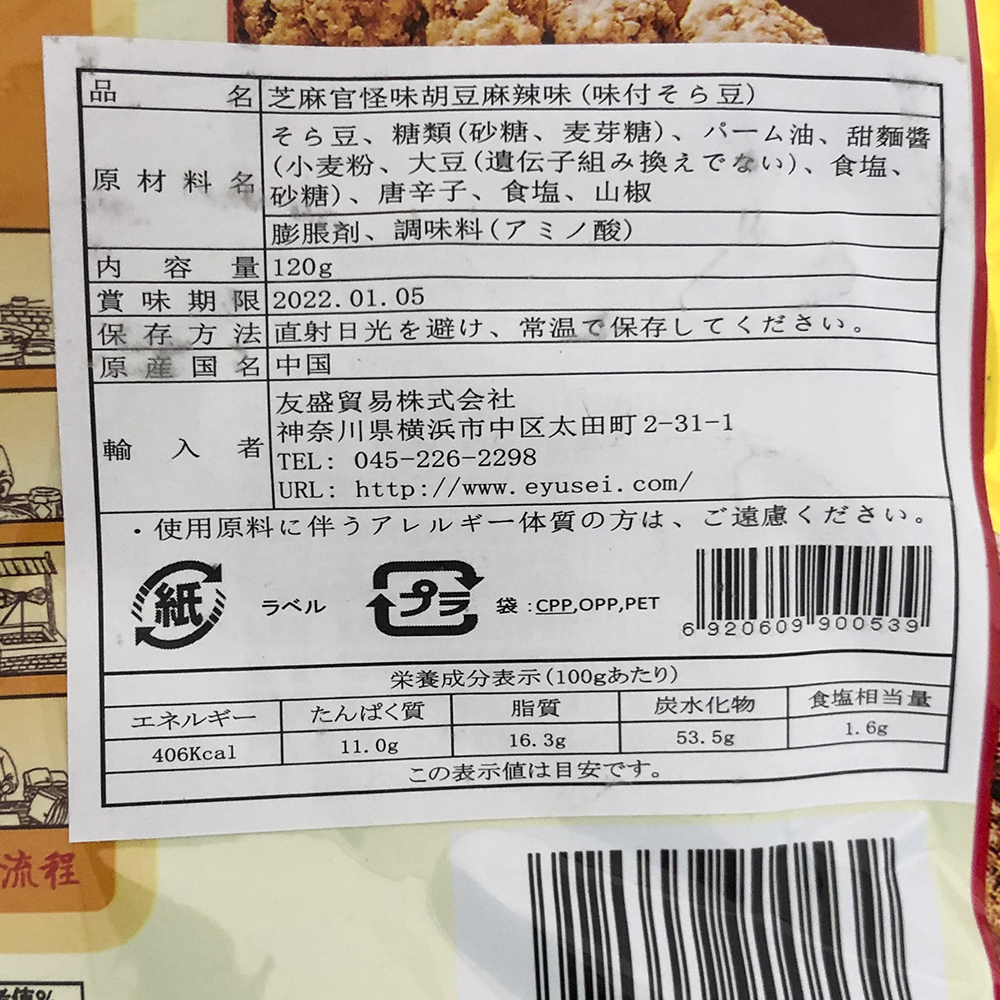 品名 芝麻官怪味胡豆麻辣味(味付そら豆)
原材料名 そら豆、糖類(砂糖、麦芽糖)、パーム油、甜麵醬
(小麦粉、大豆(遺伝子組み換えでない)、食塩、
砂糖)、唐辛子、食塩、山椒
膨脹剤、調味料(アミノ酸)
内容量 120g
賞味期限 2022.01.05
保存方法 直射日光を避け、常温で保存してください。
原産国名 中国
輸入者 友盛貿易株式会社
神奈川県横浜市中区太田町2-31-1
TEL: 045-226-2298
URL: http://www.eyusei.com/
・使用原料に伴うアレルギー体質の方は、ご遠慮ください。
紙 ラベル プラ 袋:CPP,OPP,PET
6 920609 900539
栄養成分表示(100gあたり)
エネルギー たんぱく質 脂質 炭水化物 食塩相当量
406Kcal 11.0g 16.3g 53.5g 1.6g
この表示値は目安です。
流程